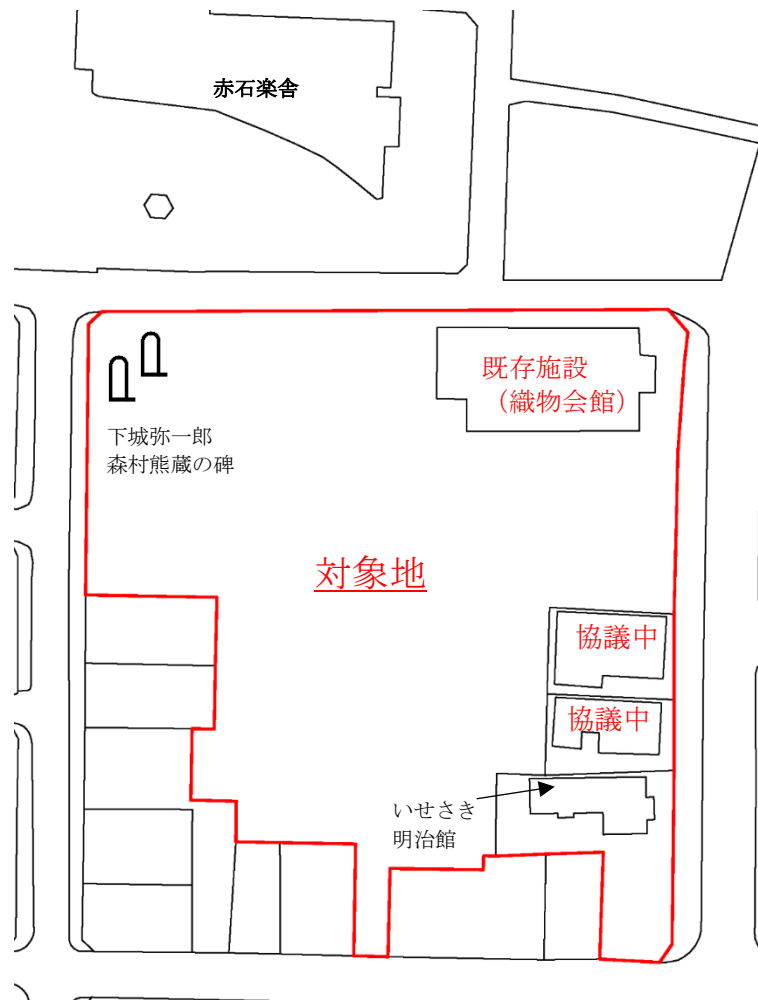 赤石楽舎
既存施設
（織物会館）
下城弥一郎
森村熊蔵の碑
対象地
協議中
協議中
いせさき
明治館